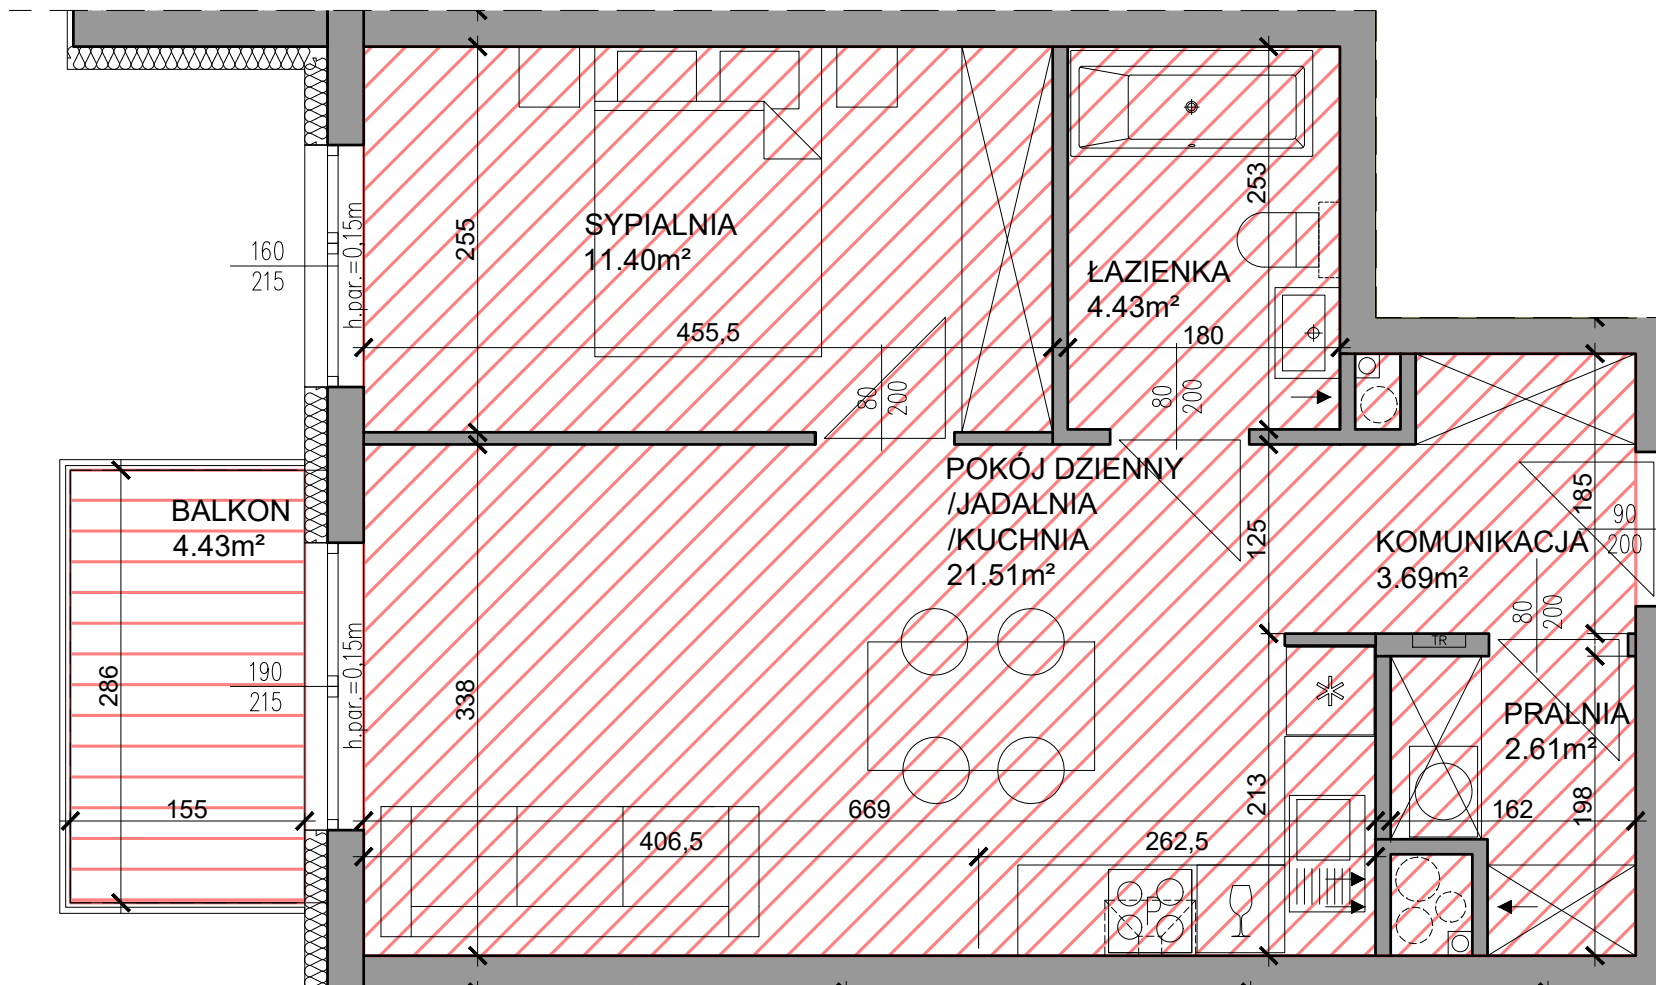 SYPIALNIA
11.40m²
255
455,5
160
215
h.par.=0,15m
80
200
ŁAZIENKA
4.43m²
253
180
80
200
POKÓJ DZIENNY
/JADALNIA
/KUCHNIA
21.51m²
125
185
KOMUNIKACJA
3.69m²
90
200
80
200
TR
BALKON
4.43m²
286
155
190
215
h.par.=0,15m
338
669
406,5
262,5
213
PRALNIA
2.61m²
162
198